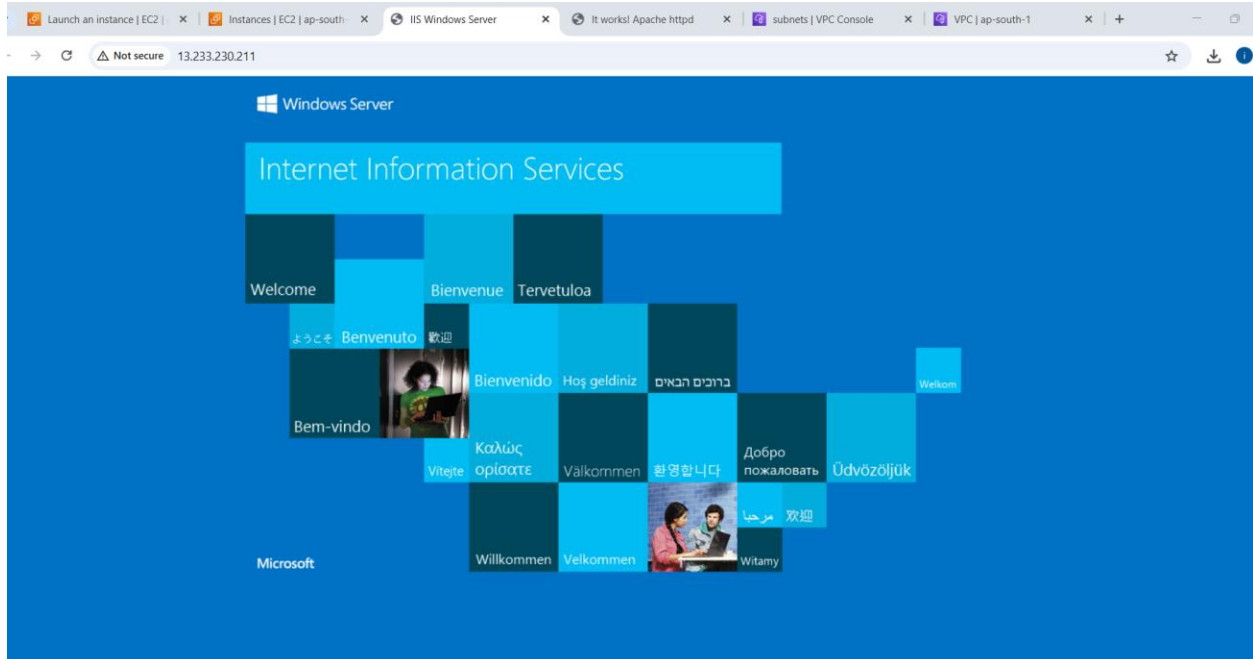 Launch an instance | EC2 | Instances | EC2 | ap-south- IIS Windows Server It works! Apache httpd subnets | VPC Console VPC | ap-south-1
Not secure 13.233.230.211
Windows Server
Internet Information Services
Welcome
Bienvenue
Tervetuloa
ようこそ
Benvenuto
歡迎
Bienvenido
Hoş geldiniz
ברוכים הבאים
Welkom
Bem-vindo
Vítejte
Καλώς
ορίσατε
Välkommen
환영합니다
Добро
пожаловать
Üdvözöljük
مرحبا
欢迎
Microsoft
Willkommen
Velkommen
Witamy